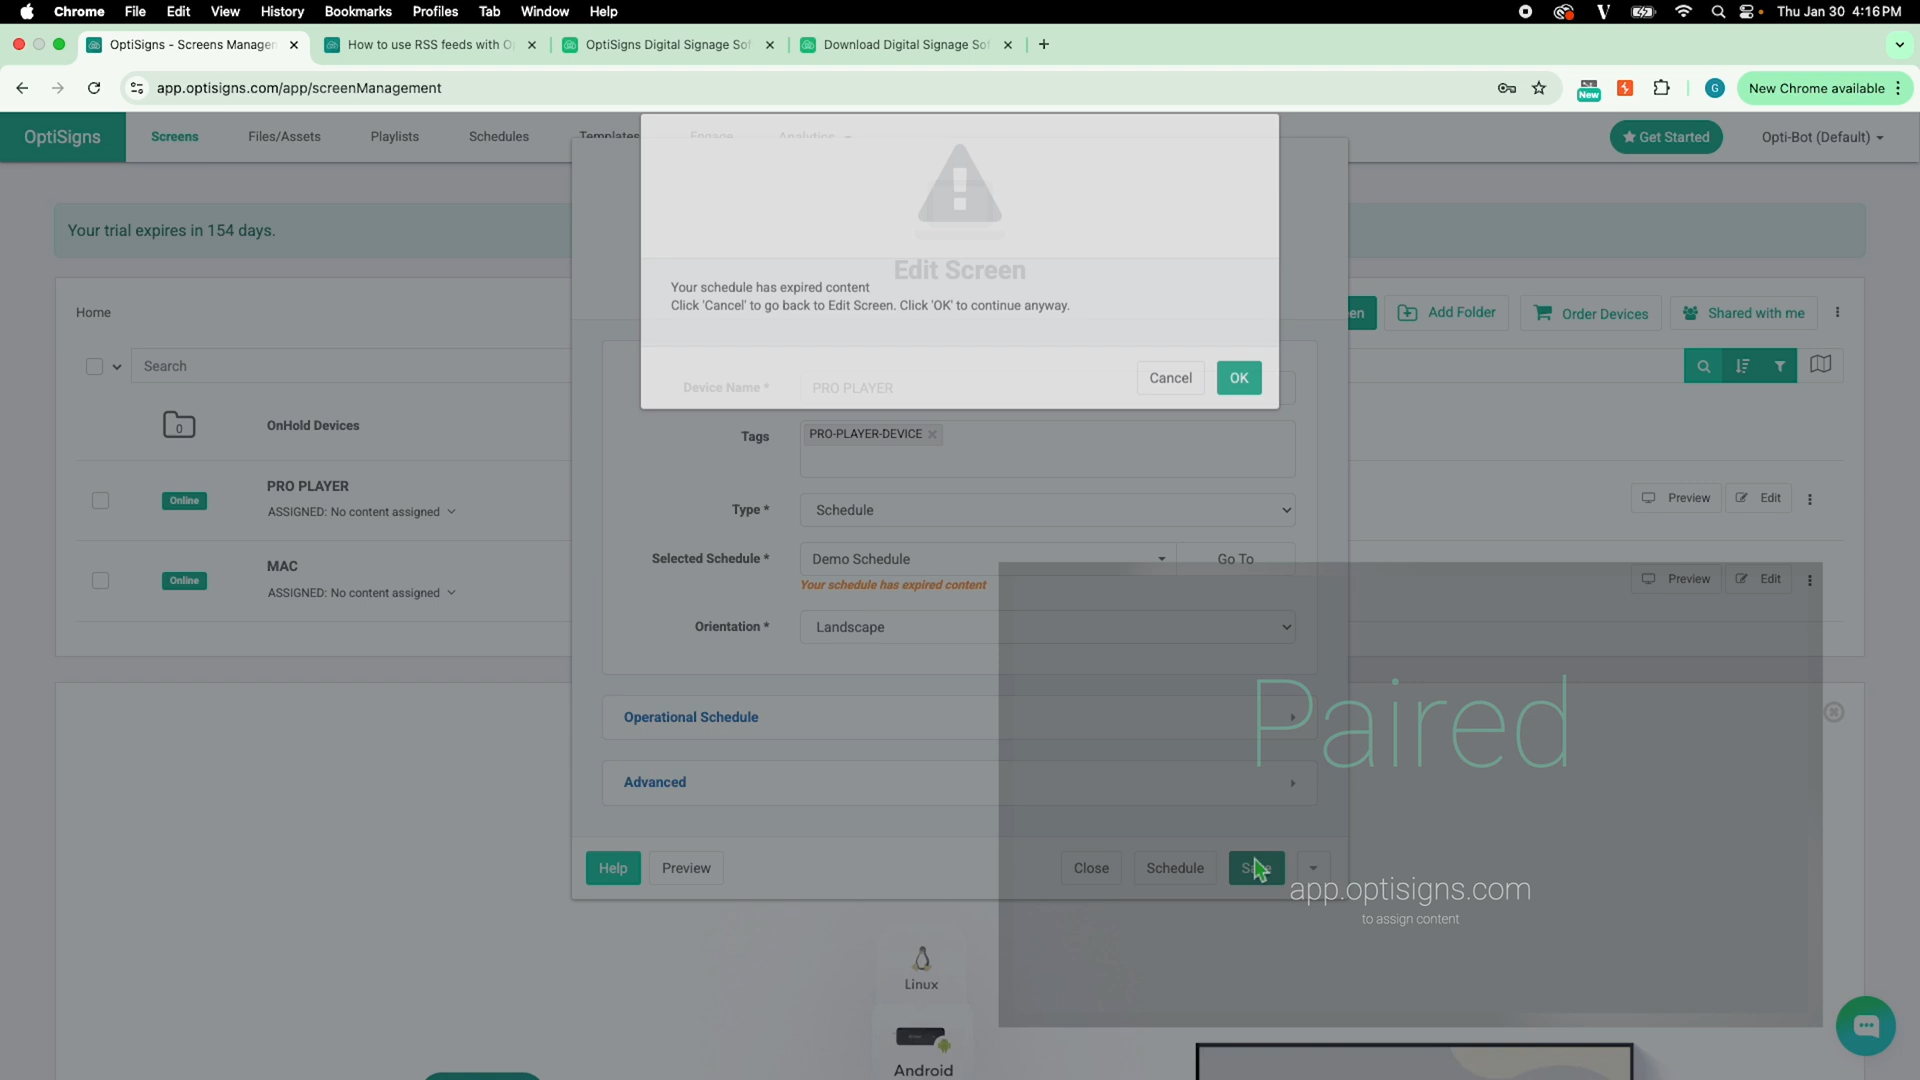 Chrome File Edit View History Bookmarks Profiles Tab Window Help
V
Thu Jan 30 4:16 PM
OptiSigns - Screens Manage
How to use RSS feeds with O
OptiSigns Digital Signage Sof
Download Digital Signage Sof
app.optisigns.com/app/screenManagement
New
G
New Chrome available
OptiSigns
Screens
Files/Assets
Playlists
Schedules
Templates
Engage
Analytics
Get Started
Opti-Bot (Default)
Your trial expires in 154 days.
Edit Screen
Your schedule has expired content
Click 'Cancel' to go back to Edit Screen. Click 'OK' to continue anyway.
Cancel
OK
Home
en
Add Folder
Order Devices
Shared with me
Search
Device Name *
PRO PLAYER
0
OnHold Devices
Tags
PRO-PLAYER-DEVICE
Online
PRO PLAYER
ASSIGNED: No content assigned
Preview
Edit
Type *
Schedule
Online
MAC
ASSIGNED: No content assigned
Preview
Edit
Selected Schedule *
Demo Schedule
Go To
Your schedule has expired content
Orientation *
Landscape
Operational Schedule
Advanced
Paired
Help
Preview
Close
Schedule
app.optisigns.com
to assign content
Linux
Android